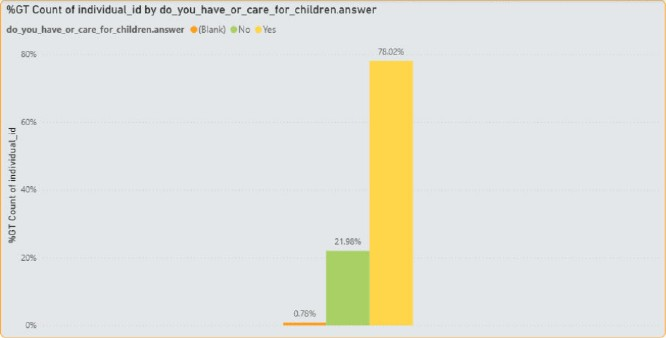 %GT Count of individual_id by do_you_have_or_care_for_children.answer
do_you_have_or_care_for_children.answer (Blank) No Yes
80%
60%
40%
20%
0%
%GT Count of individual_id
0.78%
21.98%
78.02%